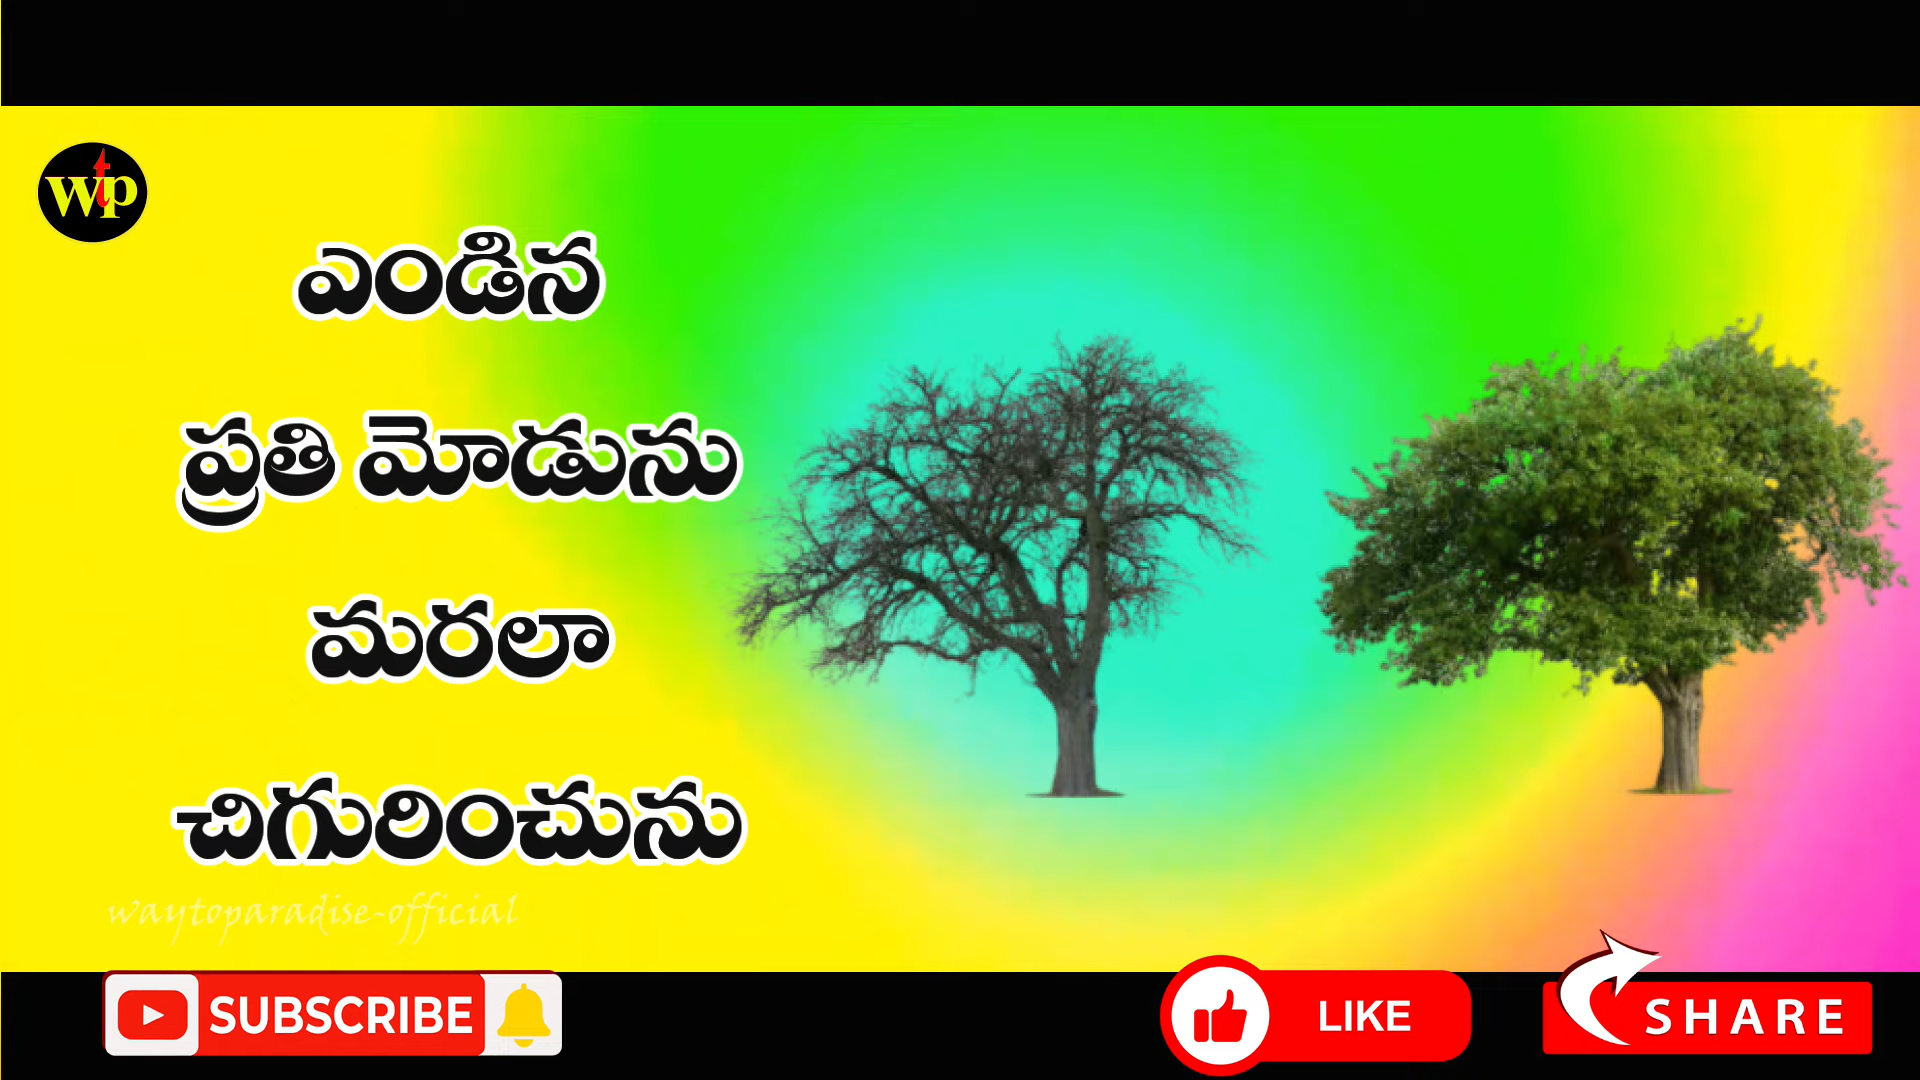 wtp
ఎండిన
ప్రతి మోడును
మరలా
చిగురించును
waytoparadise-official
SUBSCRIBE
LIKE
SHARE